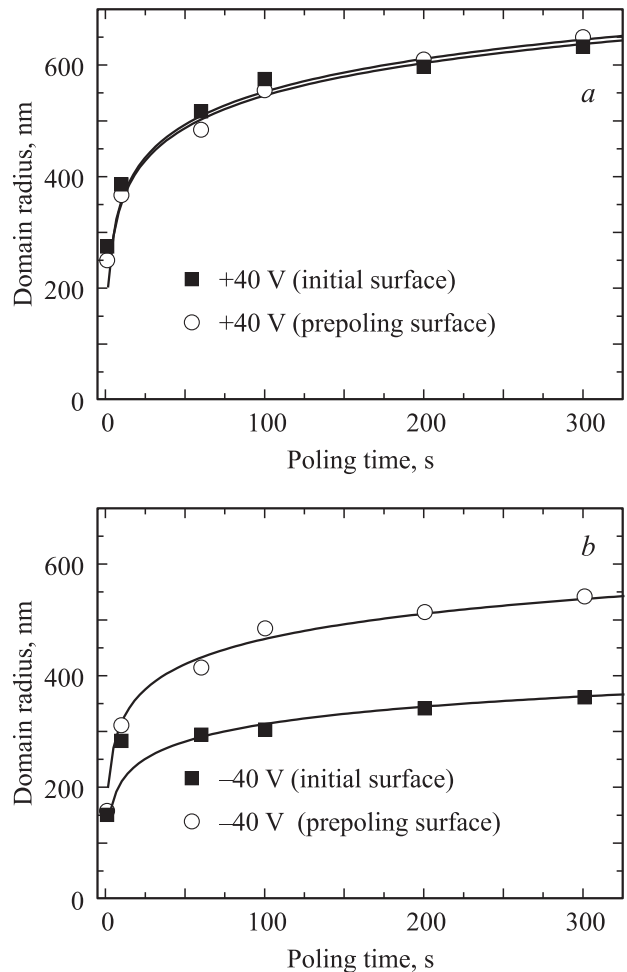 600
400
200
0
Domain radius, nm
a
+40 V (initial surface)
+40 V (prepoling surface)
0 100 200 300
Poling time, s
600
400
200
0
Domain radius, nm
b
–40 V (initial surface)
–40 V (prepoling surface)
0 100 200 300
Poling time, s